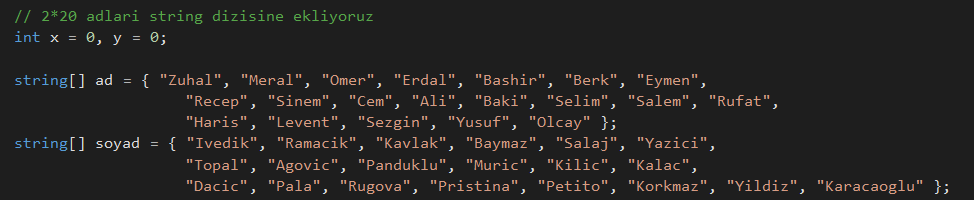 // 2*20 adlari string dizisine ekliyoruz
int x = 0, y = 0;
string[] ad = { "Zuhal", "Meral", "Omer", "Erdal", "Bashir", "Berk", "Eymen",
"Recep", "Sinem", "Cem", "Ali", "Baki", "Selim", "Salem", "Rufat",
"Haris", "Levent", "Sezgin", "Yusuf", "Olcay" };
string[] soyad = { "Ivedik", "Ramacik", "Kavlak", "Baymaz", "Salaj", "Yazici",
"Topal", "Agovic", "Panduklu", "Muric", "Kilic", "Kalac",
"Dacic", "Pala", "Rugova", "Pristina", "Petito", "Korkmaz", "Yildiz", "Karacaoglu" };